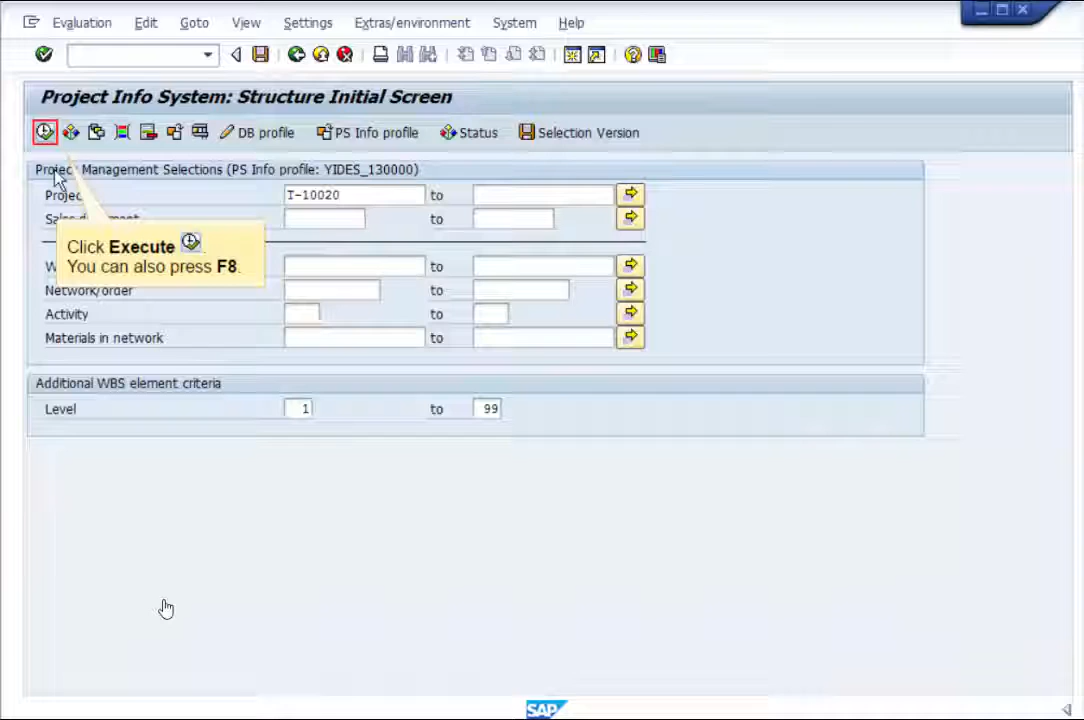 Evaluation Edit Goto View Settings Extras/environment System Help
Project Info System: Structure Initial Screen
DB profile PS Info profile Status Selection Version
Project Management Selections (PS Info profile: YIDES_130000)
Projec T-10020 to
to
Click Execute .
You can also press F8.
to
Network/order to
Activity to
Materials in network to
Additional WBS element criteria
Level 1 to 99
SAP